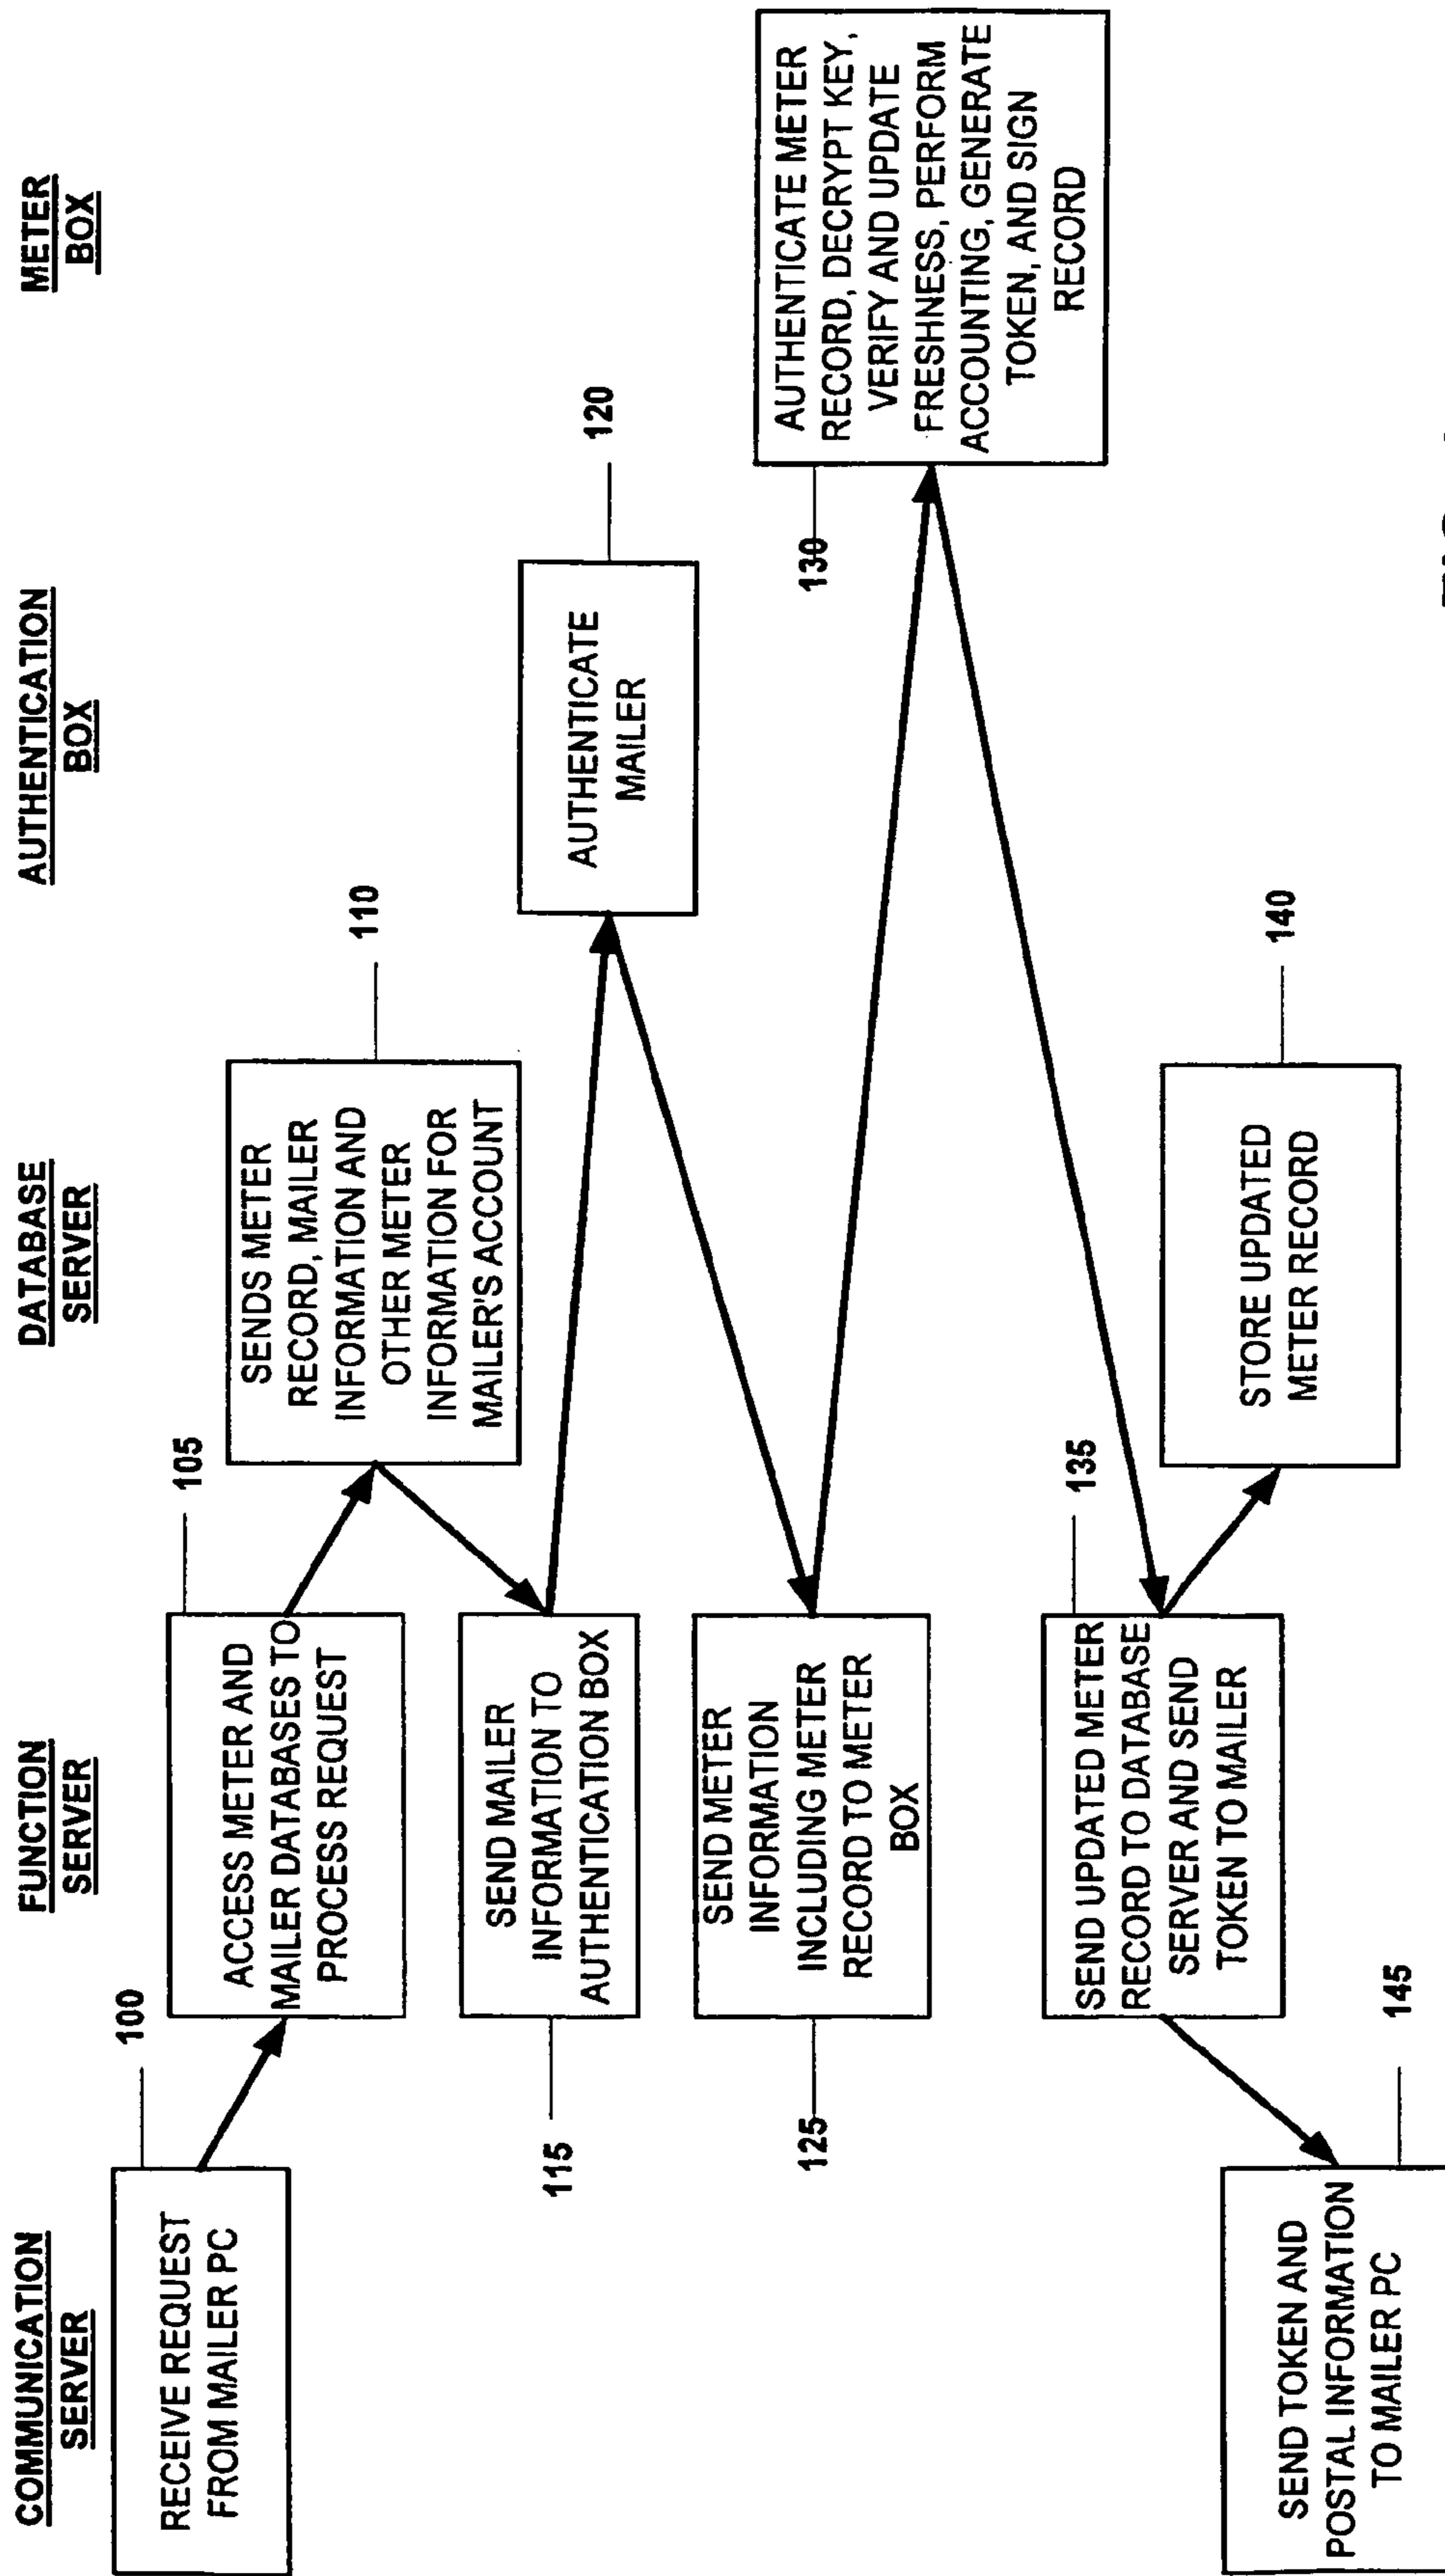 COMMUNICATION
SERVER
FUNCTION
SERVER
DATABASE
SERVER
AUTHENTICATION
BOX
METER
BOX
100
RECEIVE REQUEST
FROM MAILER PC
105
ACCESS METER AND
MAILER DATABASES TO
PROCESS REQUEST
110
SENDS METER
RECORD, MAILER
INFORMATION AND
OTHER METER
INFORMATION FOR
MAILER'S ACCOUNT
115
SEND MAILER
INFORMATION TO
AUTHENTICATION BOX
120
AUTHENTICATE
MAILER
125
SEND METER
INFORMATION
INCLUDING METER
RECORD TO METER
BOX
130
AUTHENTICATE METER
RECORD, DECRYPT KEY,
VERIFY AND UPDATE
FRESHNESS, PERFORM
ACCOUNTING, GENERATE
TOKEN, AND SIGN
RECORD
135
SEND UPDATED METER
RECORD TO DATABASE
SERVER AND SEND
TOKEN TO MAILER
140
STORE UPDATED
METER RECORD
145
SEND TOKEN AND
POSTAL INFORMATION
TO MAILER PC